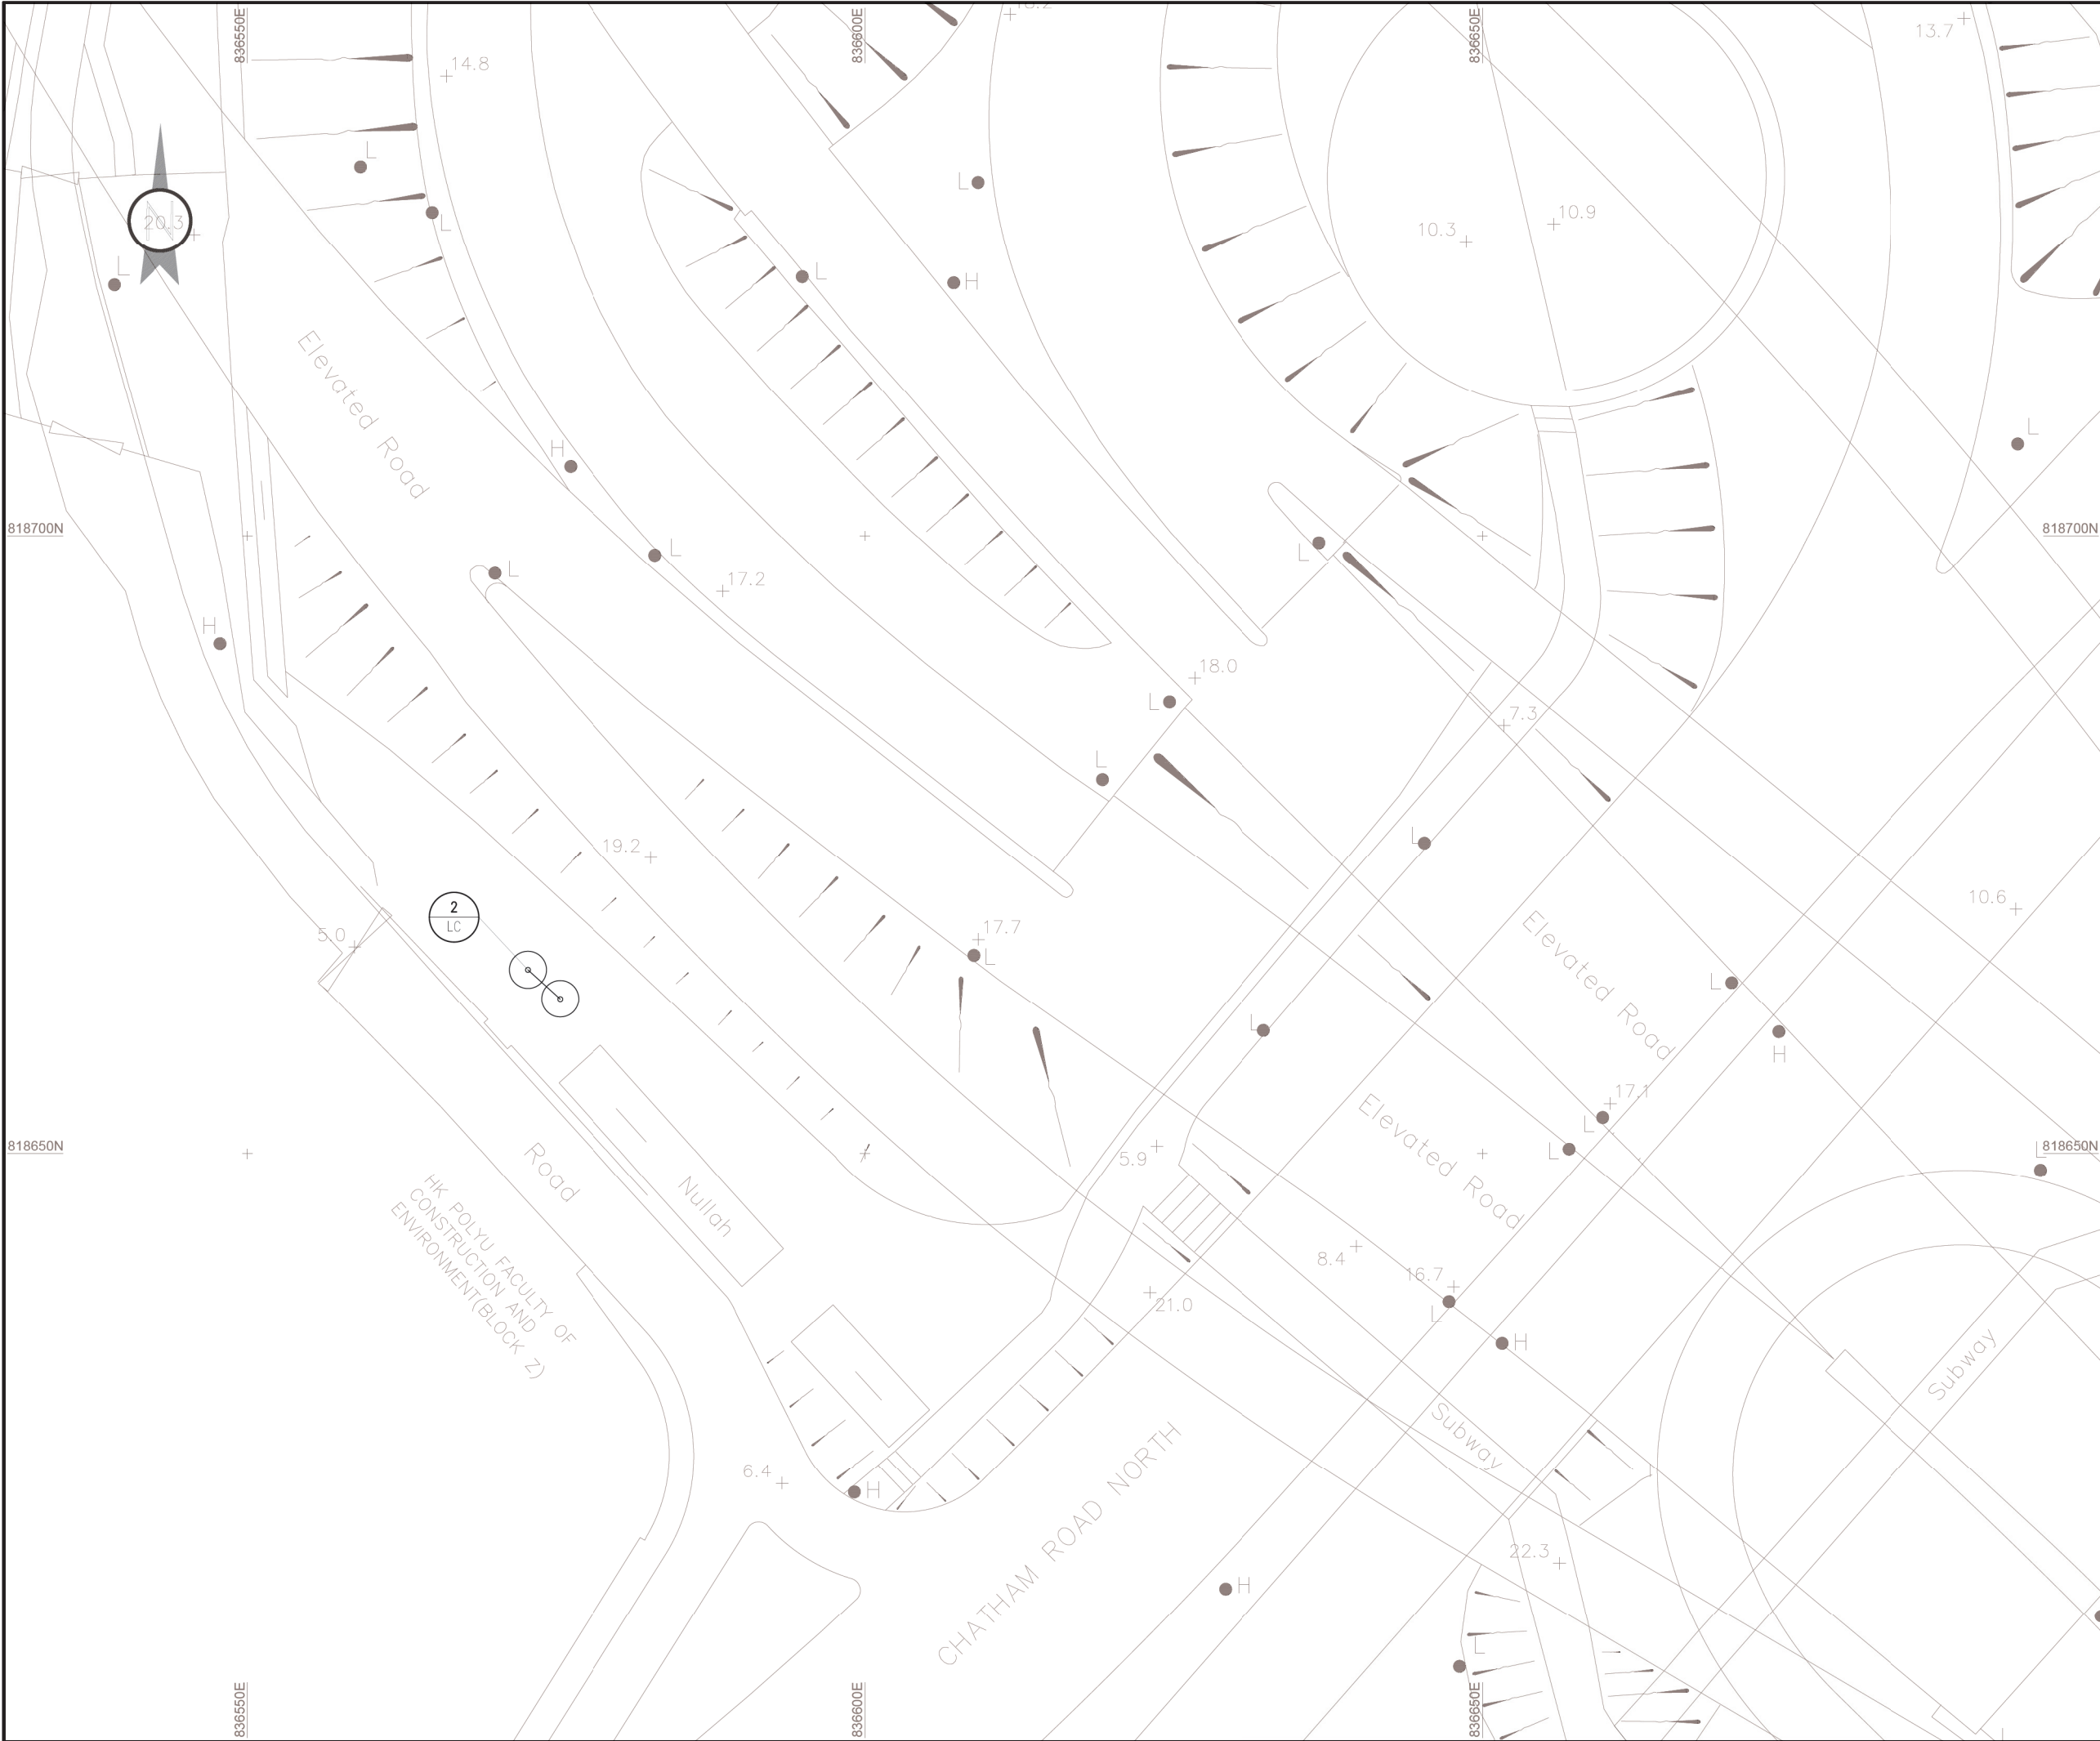 836550E
836600E
836650E
16.2
13.7
14.8
L
L
L
20.3
N
L
10.9
10.3
L
L
H
Elevated Road
L
H
818700N
818700N
L
L
L
17.2
H
18.0
L
7.3
L
19.2
L
2
LC
5.0
17.7
L
10.6
Elevated Road
L
L
H
17.1
L
Elevated Road
818650N
5.9
L
L
818650N
Road
Nullah
HK POLYU FACULTY OF
CONSTRUCTION AND
ENVIRONMENT(BLOCK Z)
8.4
16.7
L
21.0
H
Subway
Subway
6.4
H
CHATHAM ROAD NORTH
22.3
H
L
836550E
836600E
836650E
L